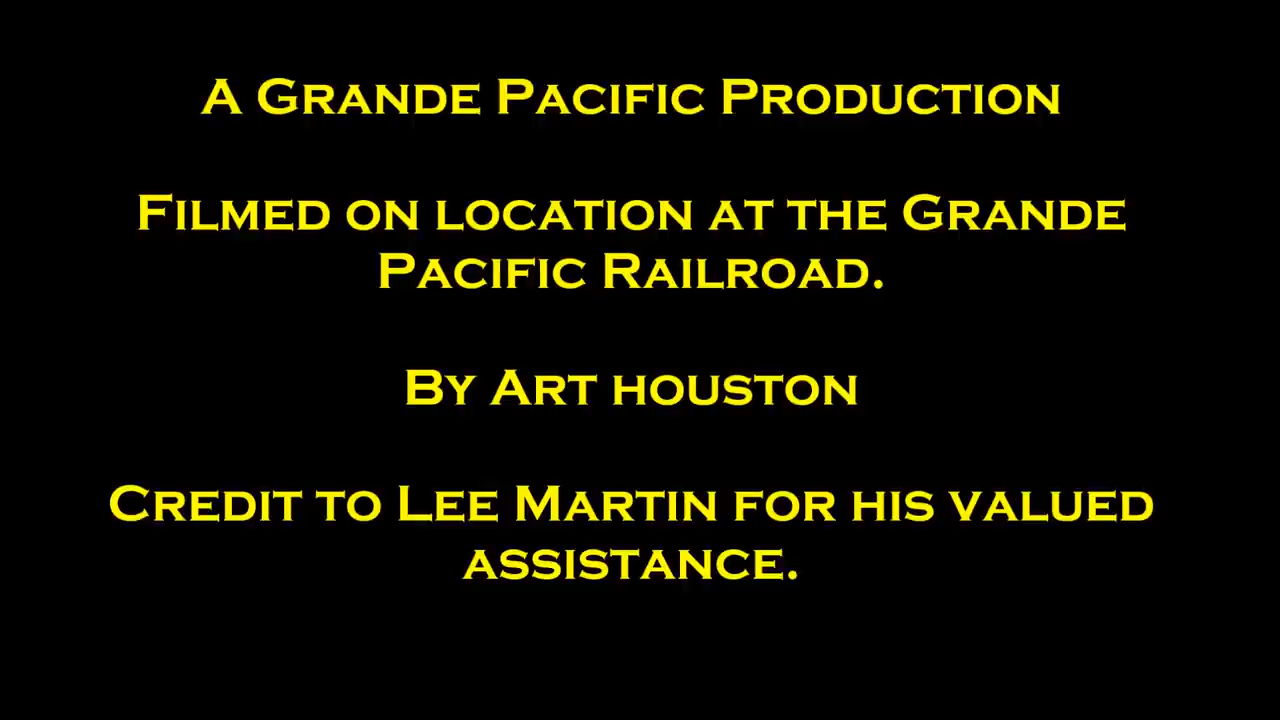 A Grande Pacific Production
Filmed on location at the Grande
Pacific Railroad.
By Art houston
Credit to Lee Martin for his valued
assistance.